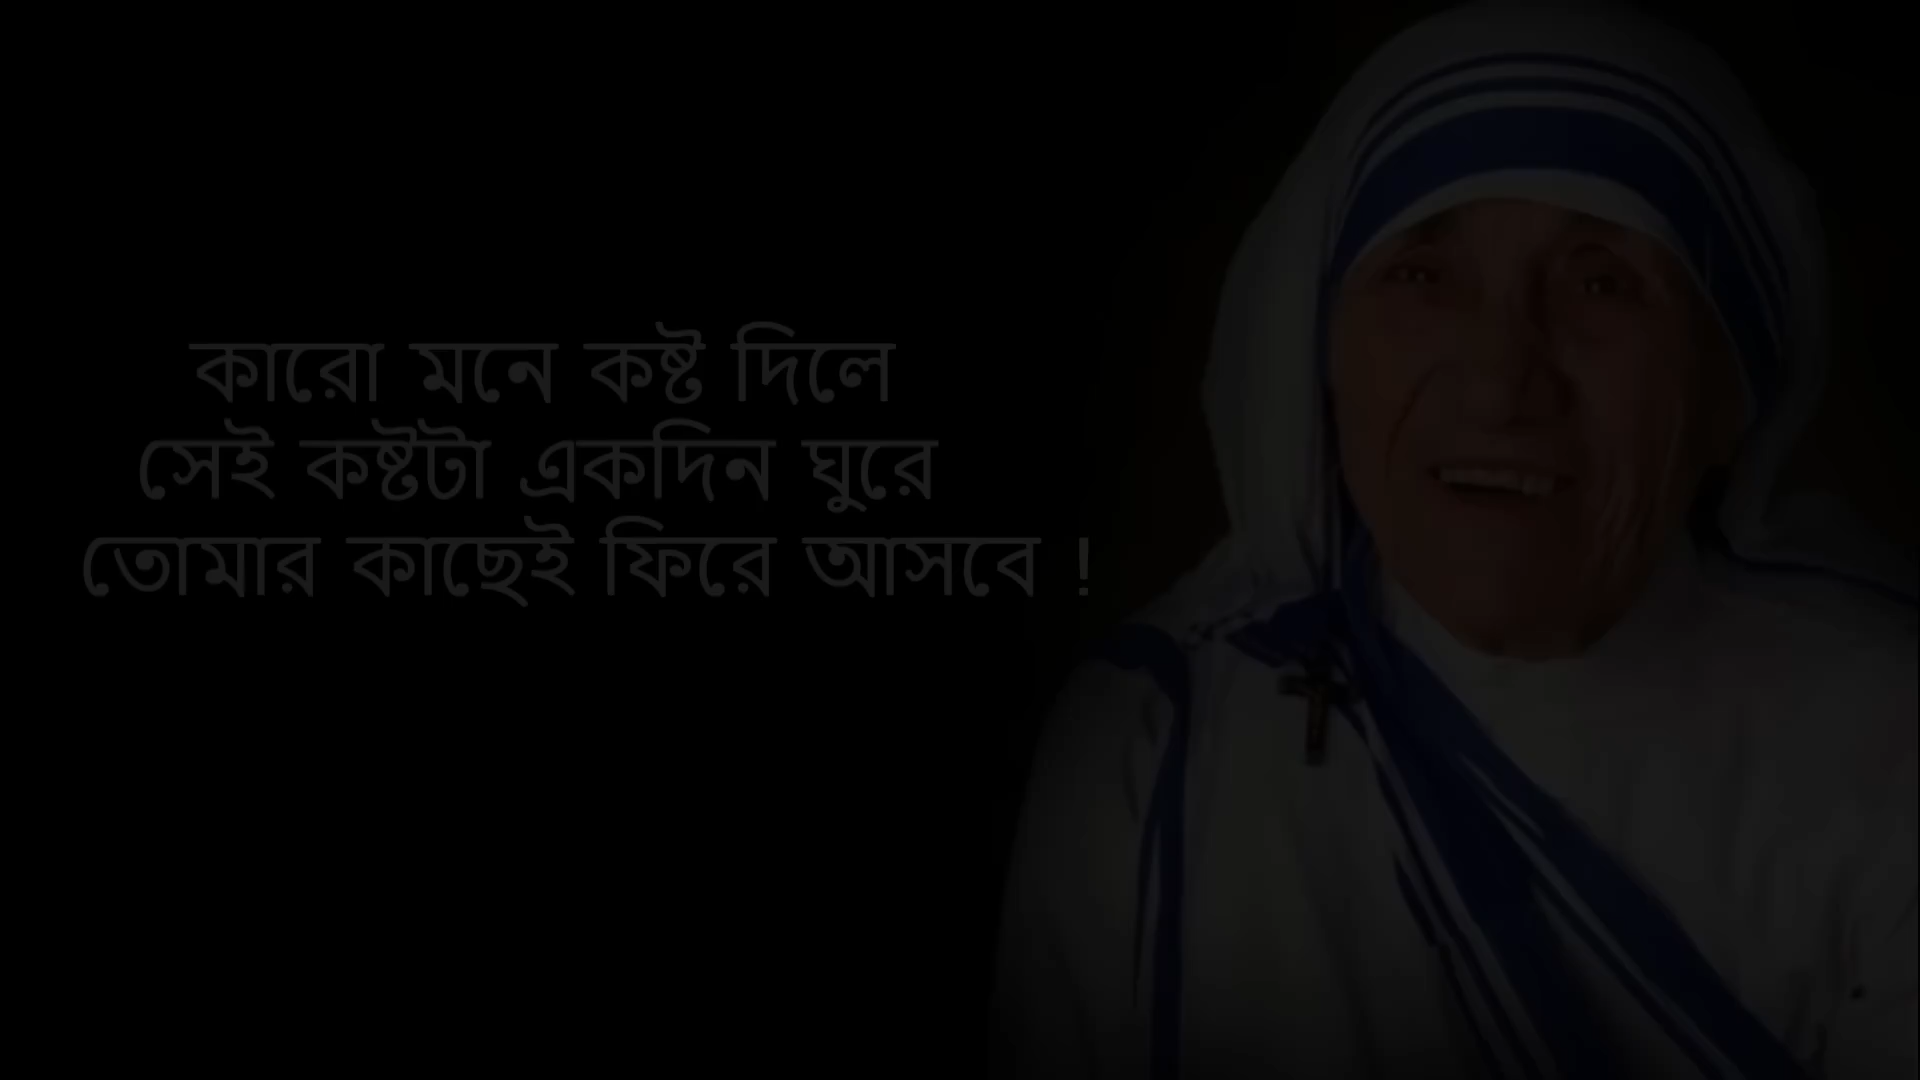 কারো মনে কষ্ট দিলে
সেই কষ্টটা একদিন ঘুরে
তোমার কাছেই ফিরে আসবে !